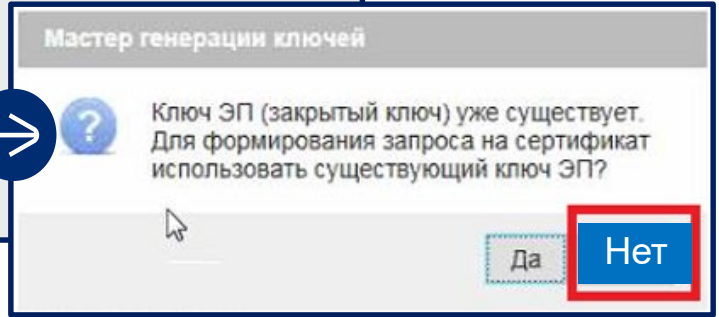 Мастер генерации ключей
Ключ ЭП (закрытый ключ) уже существует.
Для формирования запроса на сертификат
использовать существующий ключ ЭП?
Да
Нет